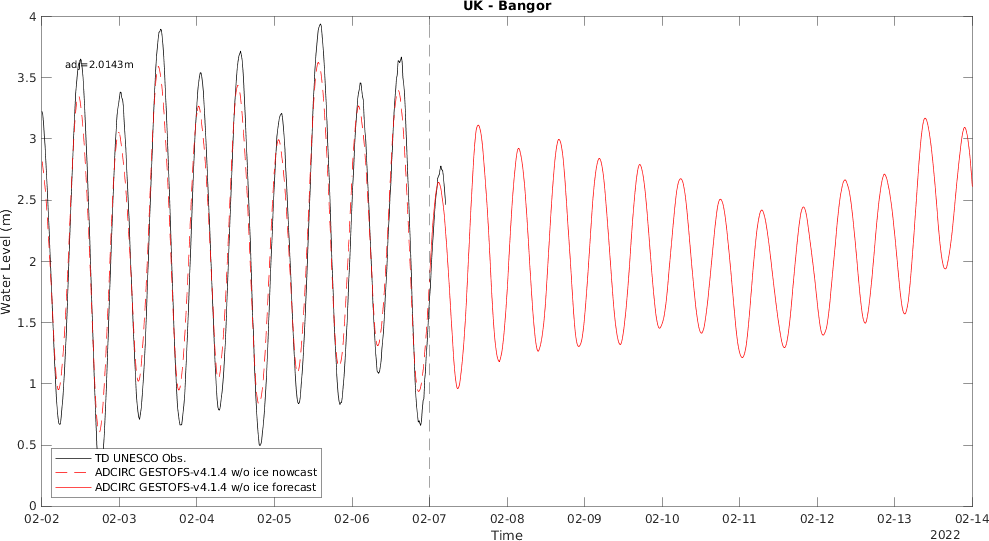 UK - Bangor
4
adj=2.0143m
3.5
3
2.5
2
1.5
1
0.5
0
Water Level (m)
TD UNESCO Obs.
ADCIRC GESTOFS-v4.1.4 w/o ice nowcast
ADCIRC GESTOFS-v4.1.4 w/o ice forecast
02-02 02-03 02-04 02-05 02-06 02-07 02-08 02-09 02-10 02-11 02-12 02-13 02-14
Time
2022